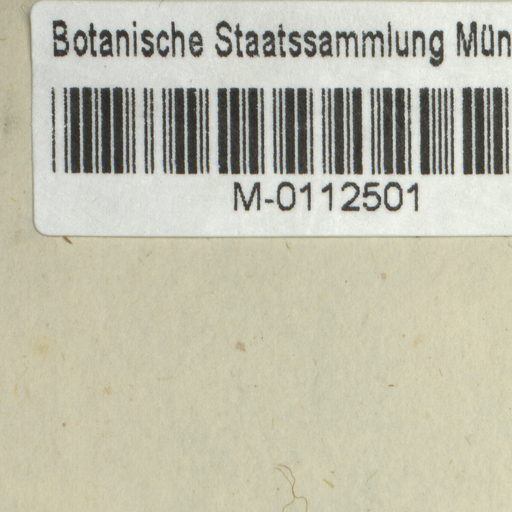 Botanische Staatssammlung Mün
M-0112501